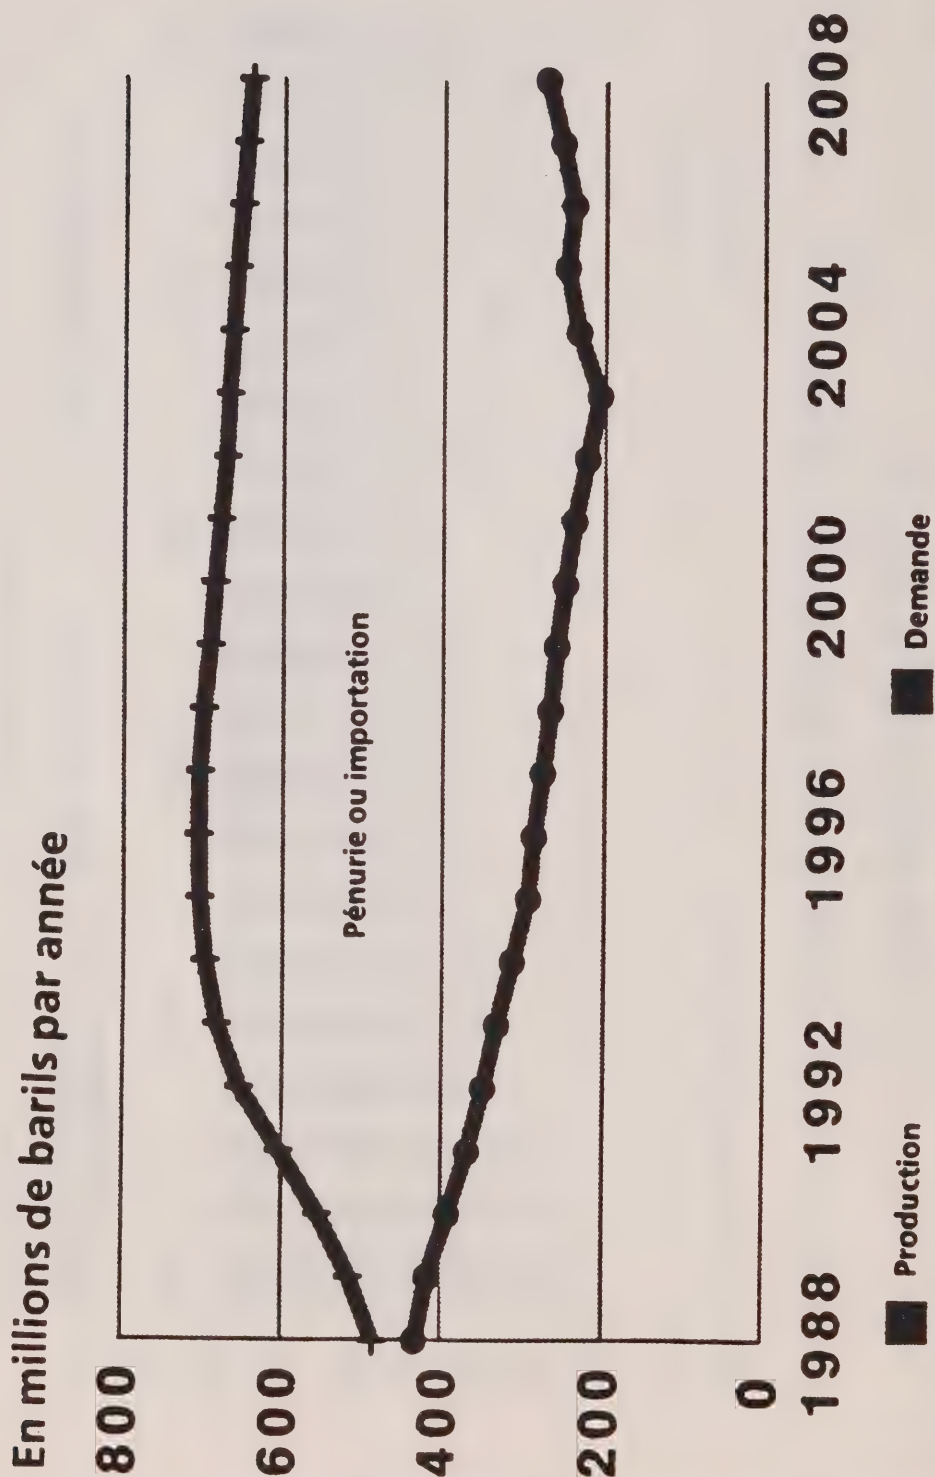 En millions de barils par année
800
600
400
200
0
Pénurie ou importation
1988 1992 1996 2000 2004 2008
Production Demande